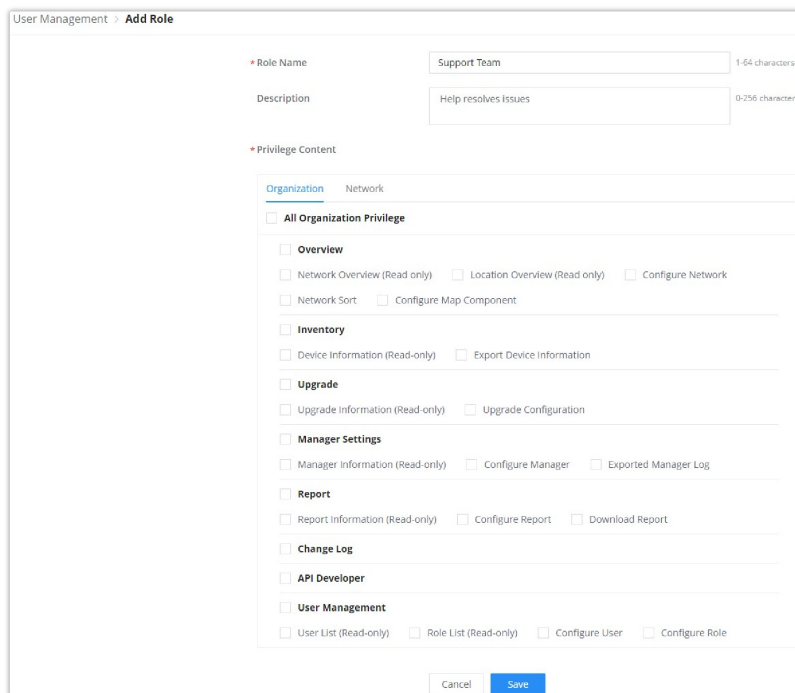 User Management > Add Role
* Role Name Support Team 1-64 characters
Description Help resolves issues 0-256 character
* Privilege Content
Organization Network
All Organization Privilege
Overview
Network Overview (Read only) Location Overview (Read only) Configure Network
Network Sort Configure Map Component
Inventory
Device Information (Read-only) Export Device Information
Upgrade
Upgrade Information (Read-only) Upgrade Configuration
Manager Settings
Manager Information (Read-only) Configure Manager Exported Manager Log
Report
Report Information (Read-only) Configure Report Download Report
Change Log
API Developer
User Management
User List (Read-only) Role List (Read-only) Configure User Configure Role
Cancel Save